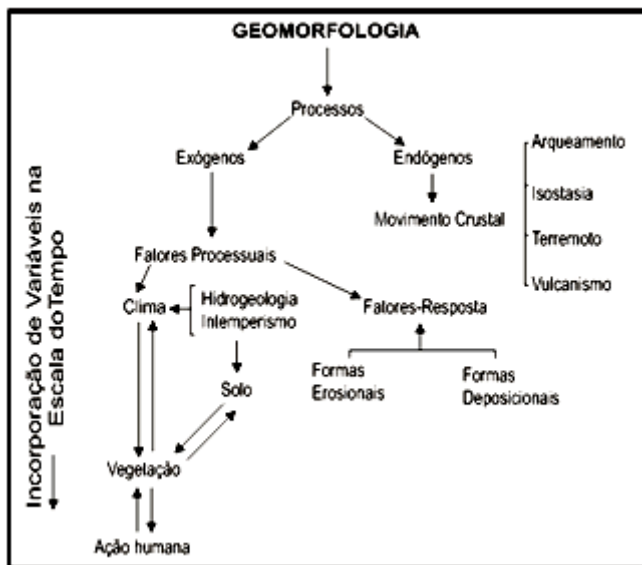 GEOMORFOLOGIA
Processos
Exógenos
Endógenos
Arqueamento
Isostasia
Terremoto
Vulcanismo
Movimento Crustal
Fatores Processuais
Clima
Hidrogeologia
Intemperismo
Fatores-Resposta
Solo
Formas
Erosionais
Formas
Deposicionais
Vegetação
Ação humana
Incorporação de Variáveis na
Escala doTempo